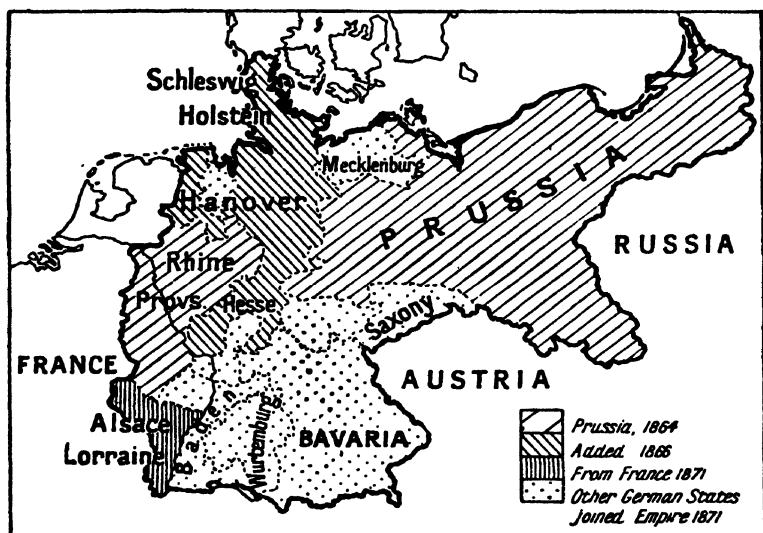 Schleswig
Holstein
Mecklenburg
Hanover
PRUSSIA
RUSSIA
Rhine
Provs.
Hesse
Saxony
FRANCE
AUSTRIA
Alsace
Lorraine
Baden
Wurtemburg
BAVARIA
Prussia, 1864
Added 1866
From France 1871
Other German States
joined Empire 1871